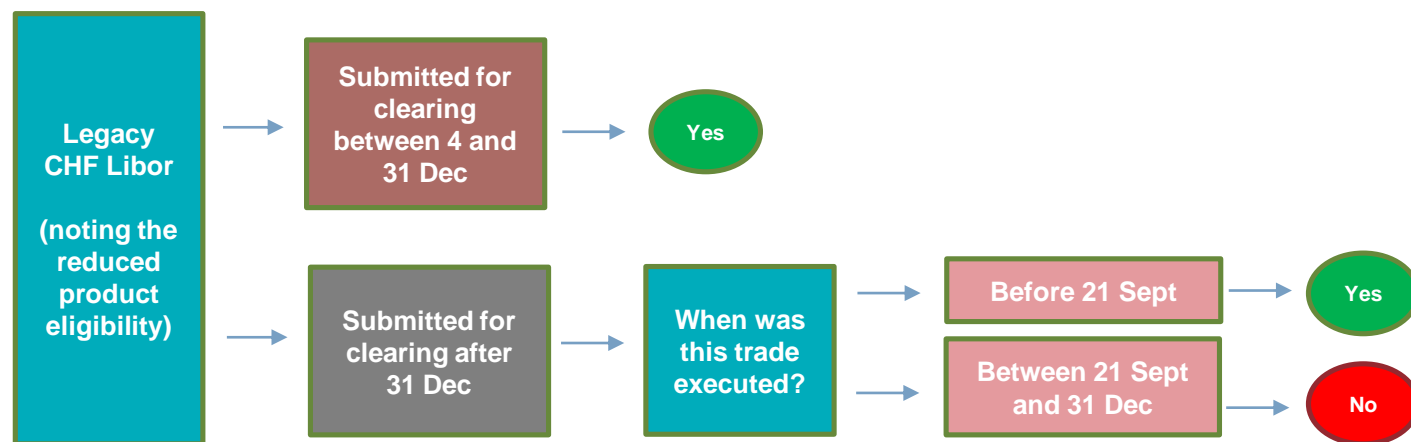 Legacy
CHF Libor
(noting the
reduced
product
eligibility)
Submitted for
clearing
between 4 and
31 Dec
Yes
Submitted for
clearing after
31 Dec
When was
this trade
executed?
Before 21 Sept
Yes
Between 21 Sept
and 31 Dec
No